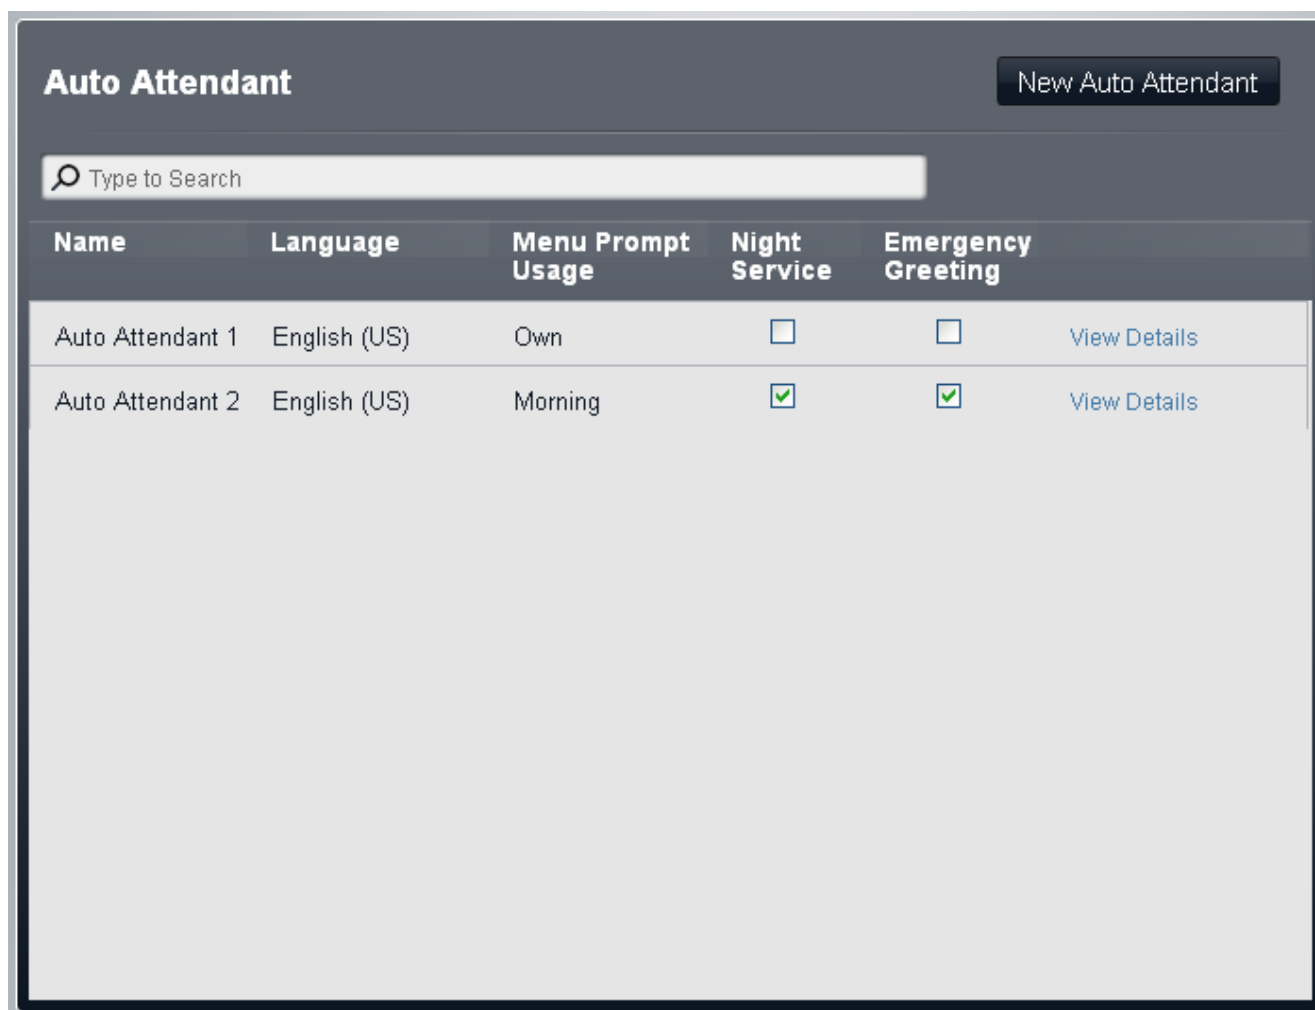 Auto Attendant
New Auto Attendant
Type to Search
Name Language Menu Prompt Usage Night Service Emergency Greeting
Auto Attendant 1 English (US) Own View Details
Auto Attendant 2 English (US) Morning View Details